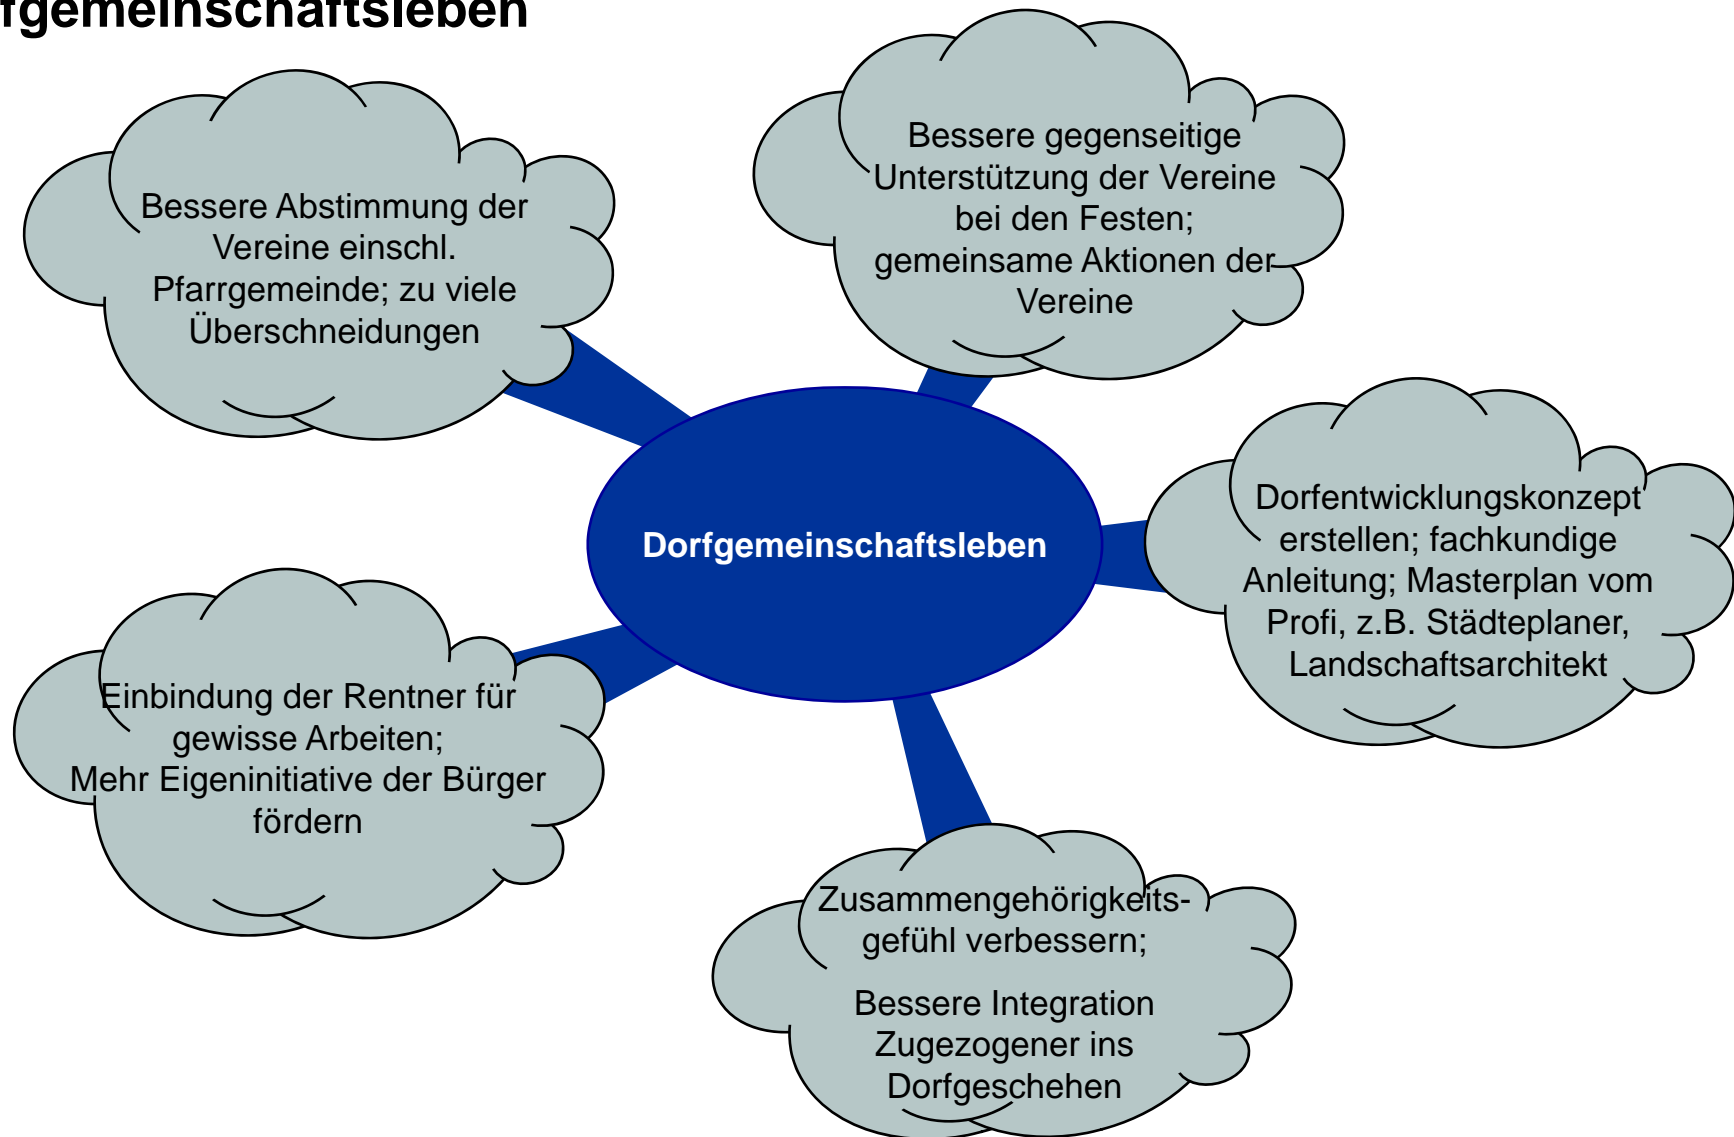 fgemeinschaftsleben
Bessere Abstimmung der
Vereine einschl.
Pfarrgemeinde; zu viele
Überschneidungen
Bessere gegenseitige
Unterstützung der Vereine
bei den Festen;
gemeinsame Aktionen der
Vereine
Dorfgemeinschaftsleben
Dorfentwicklungskonzept
erstellen; fachkundige
Anleitung; Masterplan vom
Profi, z.B. Städteplaner,
Landschaftsarchitekt
Einbindung der Rentner für
gewisse Arbeiten;
Mehr Eigeninitiative der Bürger
fördern
Zusammengehörigkeits-
gefühl verbessern;
Bessere Integration
Zugezogener ins
Dorfgeschehen